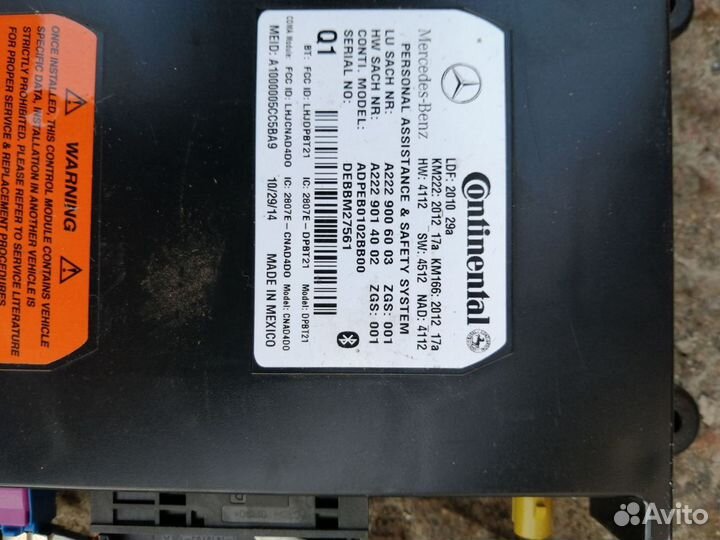 Mercedes-Benz
Continental
LDF: 2010_29a
KM222: 2012_17a KM166: 2012_17a
HW: 4112 SW: 4512 NAD: 4112
PERSONAL ASSISTANCE & SAFETY SYSTEM
LU SACH NR: A222 900 60 03 ZGS: 001
HW SACH NR: A222 901 40 02 ZGS: 001
CONTI. MODEL: ADPEB0102BB00
SERIAL NO: DEBBM27561
Q1
BT: FCC ID: LHJDPBT21 IC: 2807E-DPBT21 Model: DPBT21
CDMA Module: FCC ID: LHJCNAD4DO IC: 2807E-CNAD4DO Model: CNAD4DO
MEID: A1000005CC5BA9 10/29/14 MADE IN MEXICO
WARNING
ONCE INSTALLED, THIS CONTROL MODULE CONTAINS VEHICLE
SPECIFIC DATA. INSTALLATION IN ANOTHER VEHICLE IS
STRICTLY PROHIBITED. PLEASE REFER TO SERVICE LITERATURE
FOR PROPER SERVICE & REPLACEMENT PROCEDURES
Avito